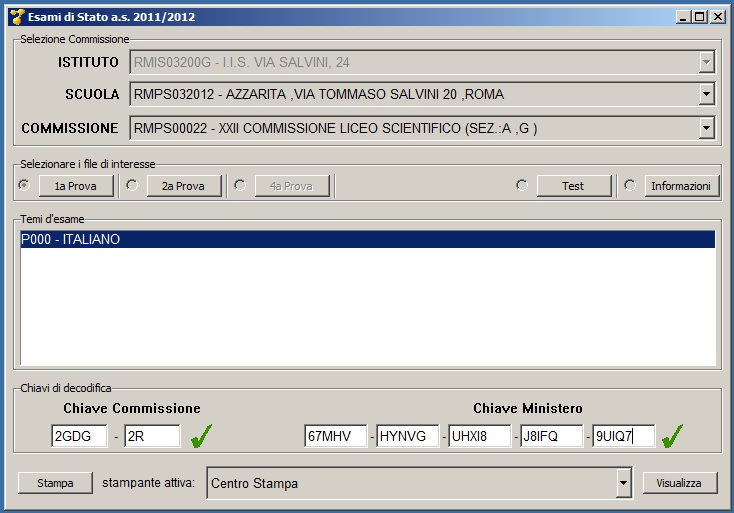 Esami di Stato a.s. 2011/2012
Selezione Commissione
ISTITUTO RMIS03200G - I.I.S. VIA SALVINI, 24
SCUOLA RMPS032012 - AZZARITA ,VIA TOMMASO SALVINI 20 ,ROMA
COMMISSIONE RMPS00022 - XXII COMMISSIONE LICEO SCIENTIFICO (SEZ.:A ,G )
Selezionare i file di interesse
1a Prova 2a Prova 4a Prova Test Informazioni
Temi d'esame
P000 - ITALIANO
Chiavi di decodifica
Chiave Commissione Chiave Ministero
2GDG - 2R 67MHV - HYNVG - UHXI8 - J8IFQ - 9UIQ7
Stampa stampante attiva: Centro Stampa Visualizza